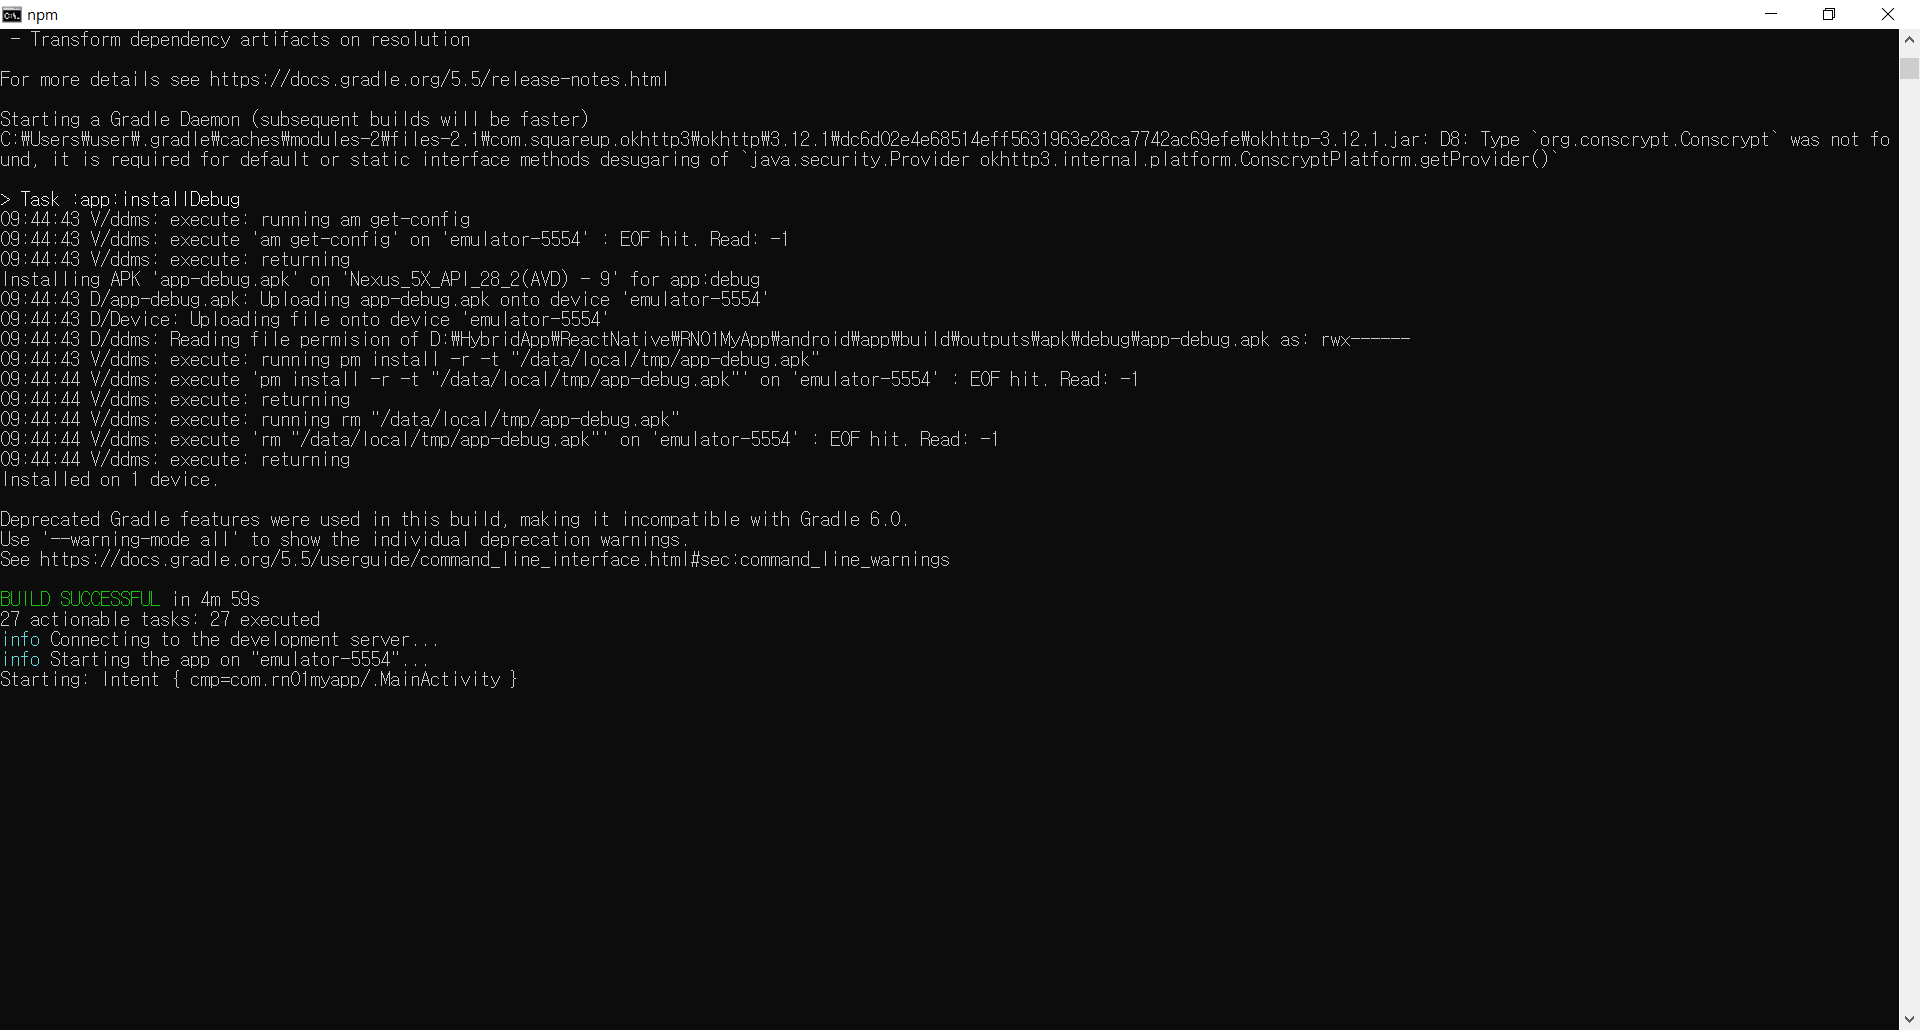 npm
- Transform dependency artifacts on resolution
For more details see https://docs.gradle.org/5.5/release-notes.html
Starting a Gradle Daemon (subsequent builds will be faster)
C:₩Users₩user₩.gradle₩caches₩modules-2₩files-2.1₩com.squareup.okhttp3₩okhttp₩3.12.1₩dc6d02e4e68514eff5631963e28ca7742ac69efe₩okhttp-3.12.1.jar: D8: Type `org.conscrypt.Conscrypt` was not fo
und, it is required for default or static interface methods desugaring of `java.security.Provider okhttp3.internal.platform.ConscryptPlatform.getProvider()`
> Task :app:installDebug
09:44:43 V/ddms: execute: running am get-config
09:44:43 V/ddms: execute 'am get-config' on 'emulator-5554' : EOF hit. Read: -1
09:44:43 V/ddms: execute: returning
Installing APK 'app-debug.apk' on 'Nexus_5X_API_28_2(AVD) - 9' for app:debug
09:44:43 D/app-debug.apk: Uploading app-debug.apk onto device 'emulator-5554'
09:44:43 D/Device: Uploading file onto device 'emulator-5554'
09:44:43 D/ddms: Reading file permision of D:₩HybridApp₩ReactNative₩RN01MyApp₩android₩app₩build₩outputs₩apk₩debug₩app-debug.apk as: rwx------
09:44:43 V/ddms: execute: running pm install -r -t "/data/local/tmp/app-debug.apk"
09:44:44 V/ddms: execute 'pm install -r -t "/data/local/tmp/app-debug.apk"' on 'emulator-5554' : EOF hit. Read: -1
09:44:44 V/ddms: execute: returning
09:44:44 V/ddms: execute: running rm "/data/local/tmp/app-debug.apk"
09:44:44 V/ddms: execute 'rm "/data/local/tmp/app-debug.apk"' on 'emulator-5554' : EOF hit. Read: -1
09:44:44 V/ddms: execute: returning
Installed on 1 device.
Deprecated Gradle features were used in this build, making it incompatible with Gradle 6.0.
Use '--warning-mode all' to show the individual deprecation warnings.
See https://docs.gradle.org/5.5/userguide/command_line_interface.html#sec:command_line_warnings
BUILD SUCCESSFUL in 4m 59s
27 actionable tasks: 27 executed
info Connecting to the development server...
info Starting the app on "emulator-5554"...
Starting: Intent { cmp=com.rn01myapp/.MainActivity }